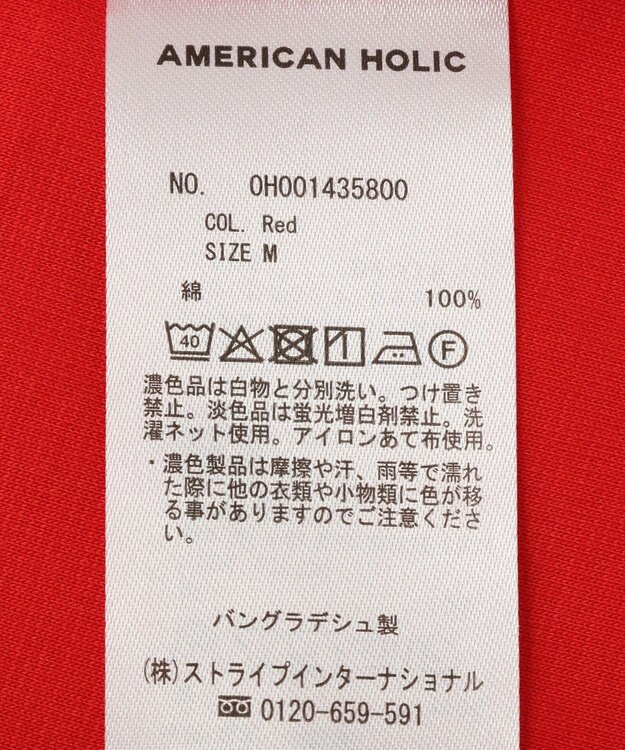 AMERICAN HOLIC
NO. 0H001435800
COL. Red
SIZE M
綿 100%
40 F
濃色品は白物と分別洗い。つけ置き
禁止。淡色品は蛍光増白剤禁止。洗
濯ネット使用。アイロンあて布使用。
・濃色製品は摩擦や汗、雨等で濡れ
た際に他の衣類や小物類に色が移
る事がありますのでご注意くださ
い。
バングラデシュ製
(株)ストライプインターナショナル
0120-659-591